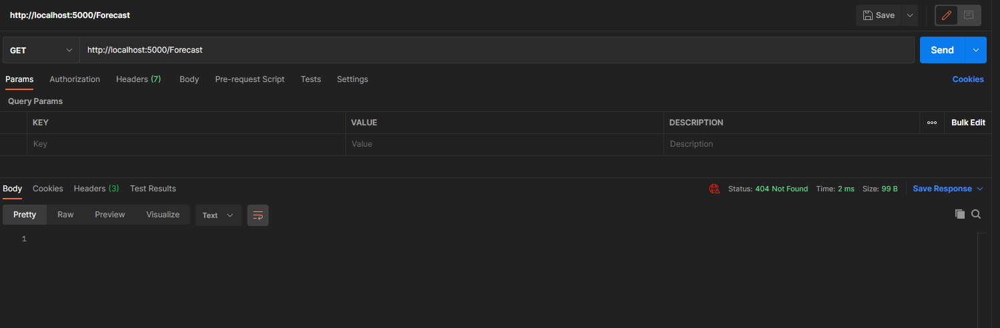 http://localhost:5000/Forecast
Save
GET http://localhost:5000/Forecast Send
Params Authorization Headers (7) Body Pre-request Script Tests Settings Cookies
Query Params
KEY VALUE DESCRIPTION Bulk Edit
Key Value Description
Body Cookies Headers (3) Test Results Status: 404 Not Found Time: 2 ms Size: 99 B Save Response
Pretty Raw Preview Visualize Text
1